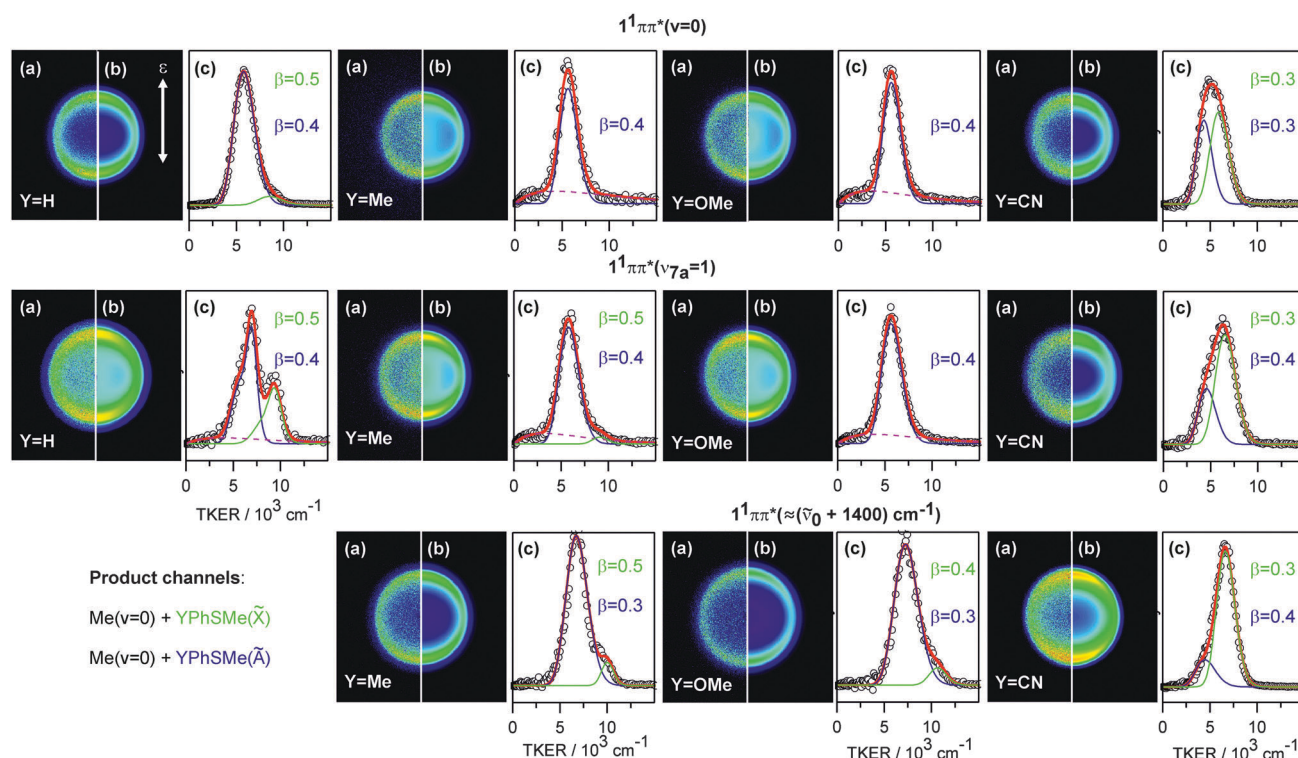 1¹ππ*(v=0)
(a) (b) ε (c) β=0.5 β=0.4 Y=H 0 5 10
(a) (b) (c) β=0.4 Y=Me 0 5 10
(a) (b) (c) β=0.4 Y=OMe 0 5 10
(a) (b) (c) β=0.3 β=0.3 Y=CN 0 5 10
1¹ππ*(ν7a=1)
(a) (b) (c) β=0.5 β=0.4 Y=H 0 5 10
TKER / 10³ cm⁻¹
(a) (b) (c) β=0.5 β=0.4 Y=Me 0 5 10
(a) (b) (c) β=0.4 Y=OMe 0 5 10
(a) (b) (c) β=0.3 β=0.4 Y=CN 0 5 10
1¹ππ*(≈(ν̃0 + 1400) cm⁻¹)
Product channels:
Me(v=0) + YPhSMe(X̃)
Me(v=0) + YPhSMe(Ã)
(a) (b) (c) β=0.5 β=0.3 Y=Me 0 5 10
TKER / 10³ cm⁻¹
(a) (b) (c) β=0.4 β=0.3 Y=OMe 0 5 10
TKER / 10³ cm⁻¹
(a) (b) (c) β=0.3 β=0.4 Y=CN 0 5 10
TKER / 10³ cm⁻¹